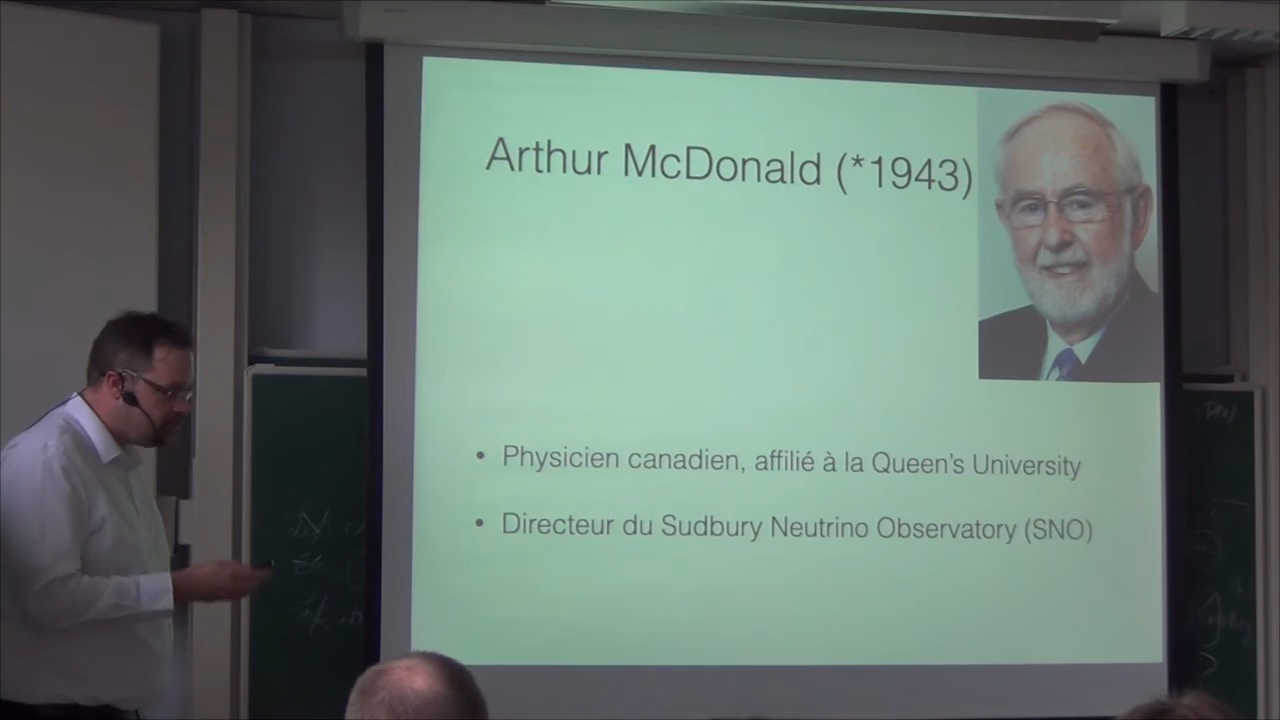 Arthur McDonald (*1943)
• Physicien canadien, affilié à la Queen's University
• Directeur du Sudbury Neutrino Observatory (SNO)